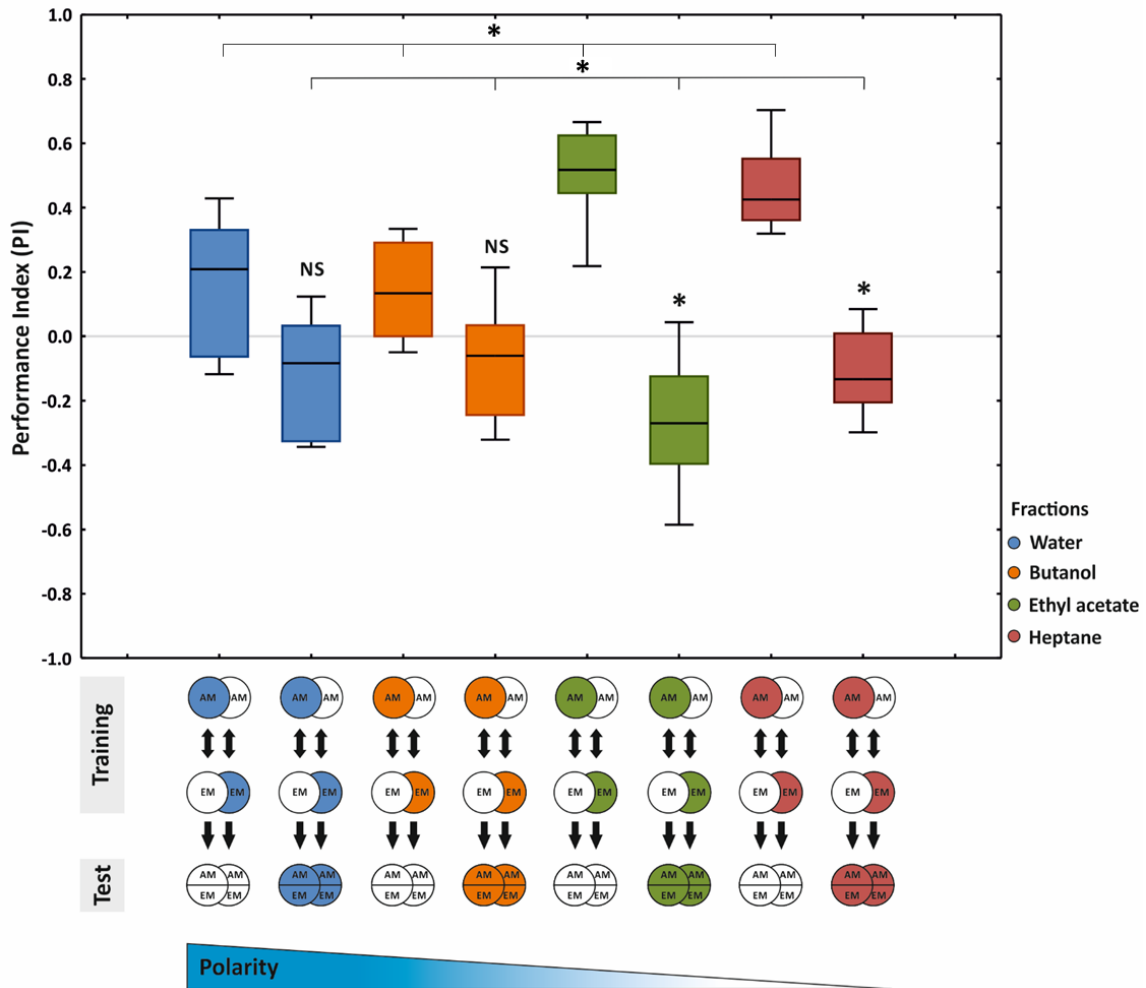 1.0
0.8
0.6
0.4
0.2
0.0
-0.2
-0.4
-0.6
-0.8
-1.0
Performance Index (PI)
*
*
NS
NS
*
*
Fractions
Water
Butanol
Ethyl acetate
Heptane
Training
AM AM AM AM AM AM AM AM AM AM AM AM AM AM AM AM
EM EM EM EM EM EM EM EM EM EM EM EM EM EM EM EM
Test
AM AM AM AM AM AM AM AM AM AM AM AM AM AM AM AM
EM EM EM EM EM EM EM EM EM EM EM EM EM EM EM EM
Polarity